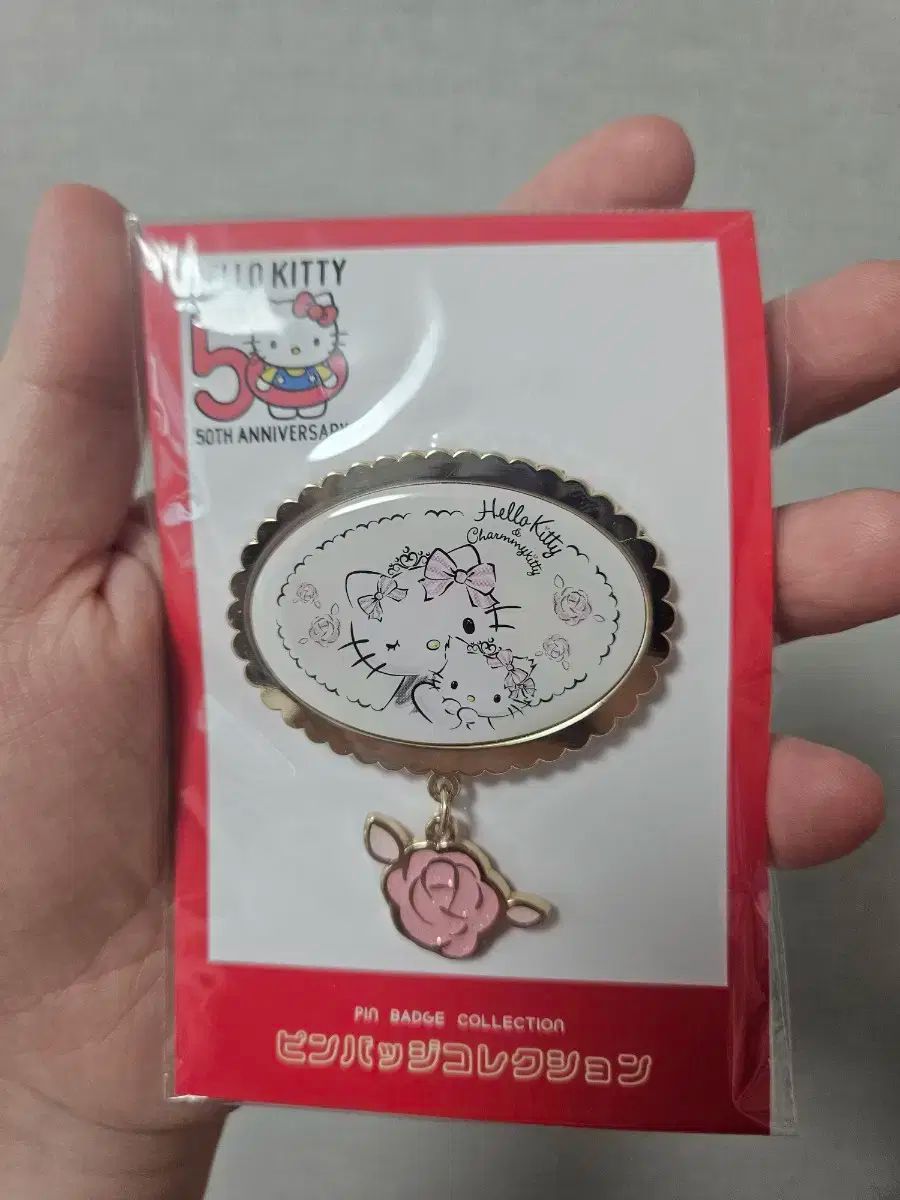 HELLO KITTY
50
50TH ANNIVERSARY
Hello Kitty
&
Charmmykitty
PIN BADGE COLLECTION
ピンバッジコレクション